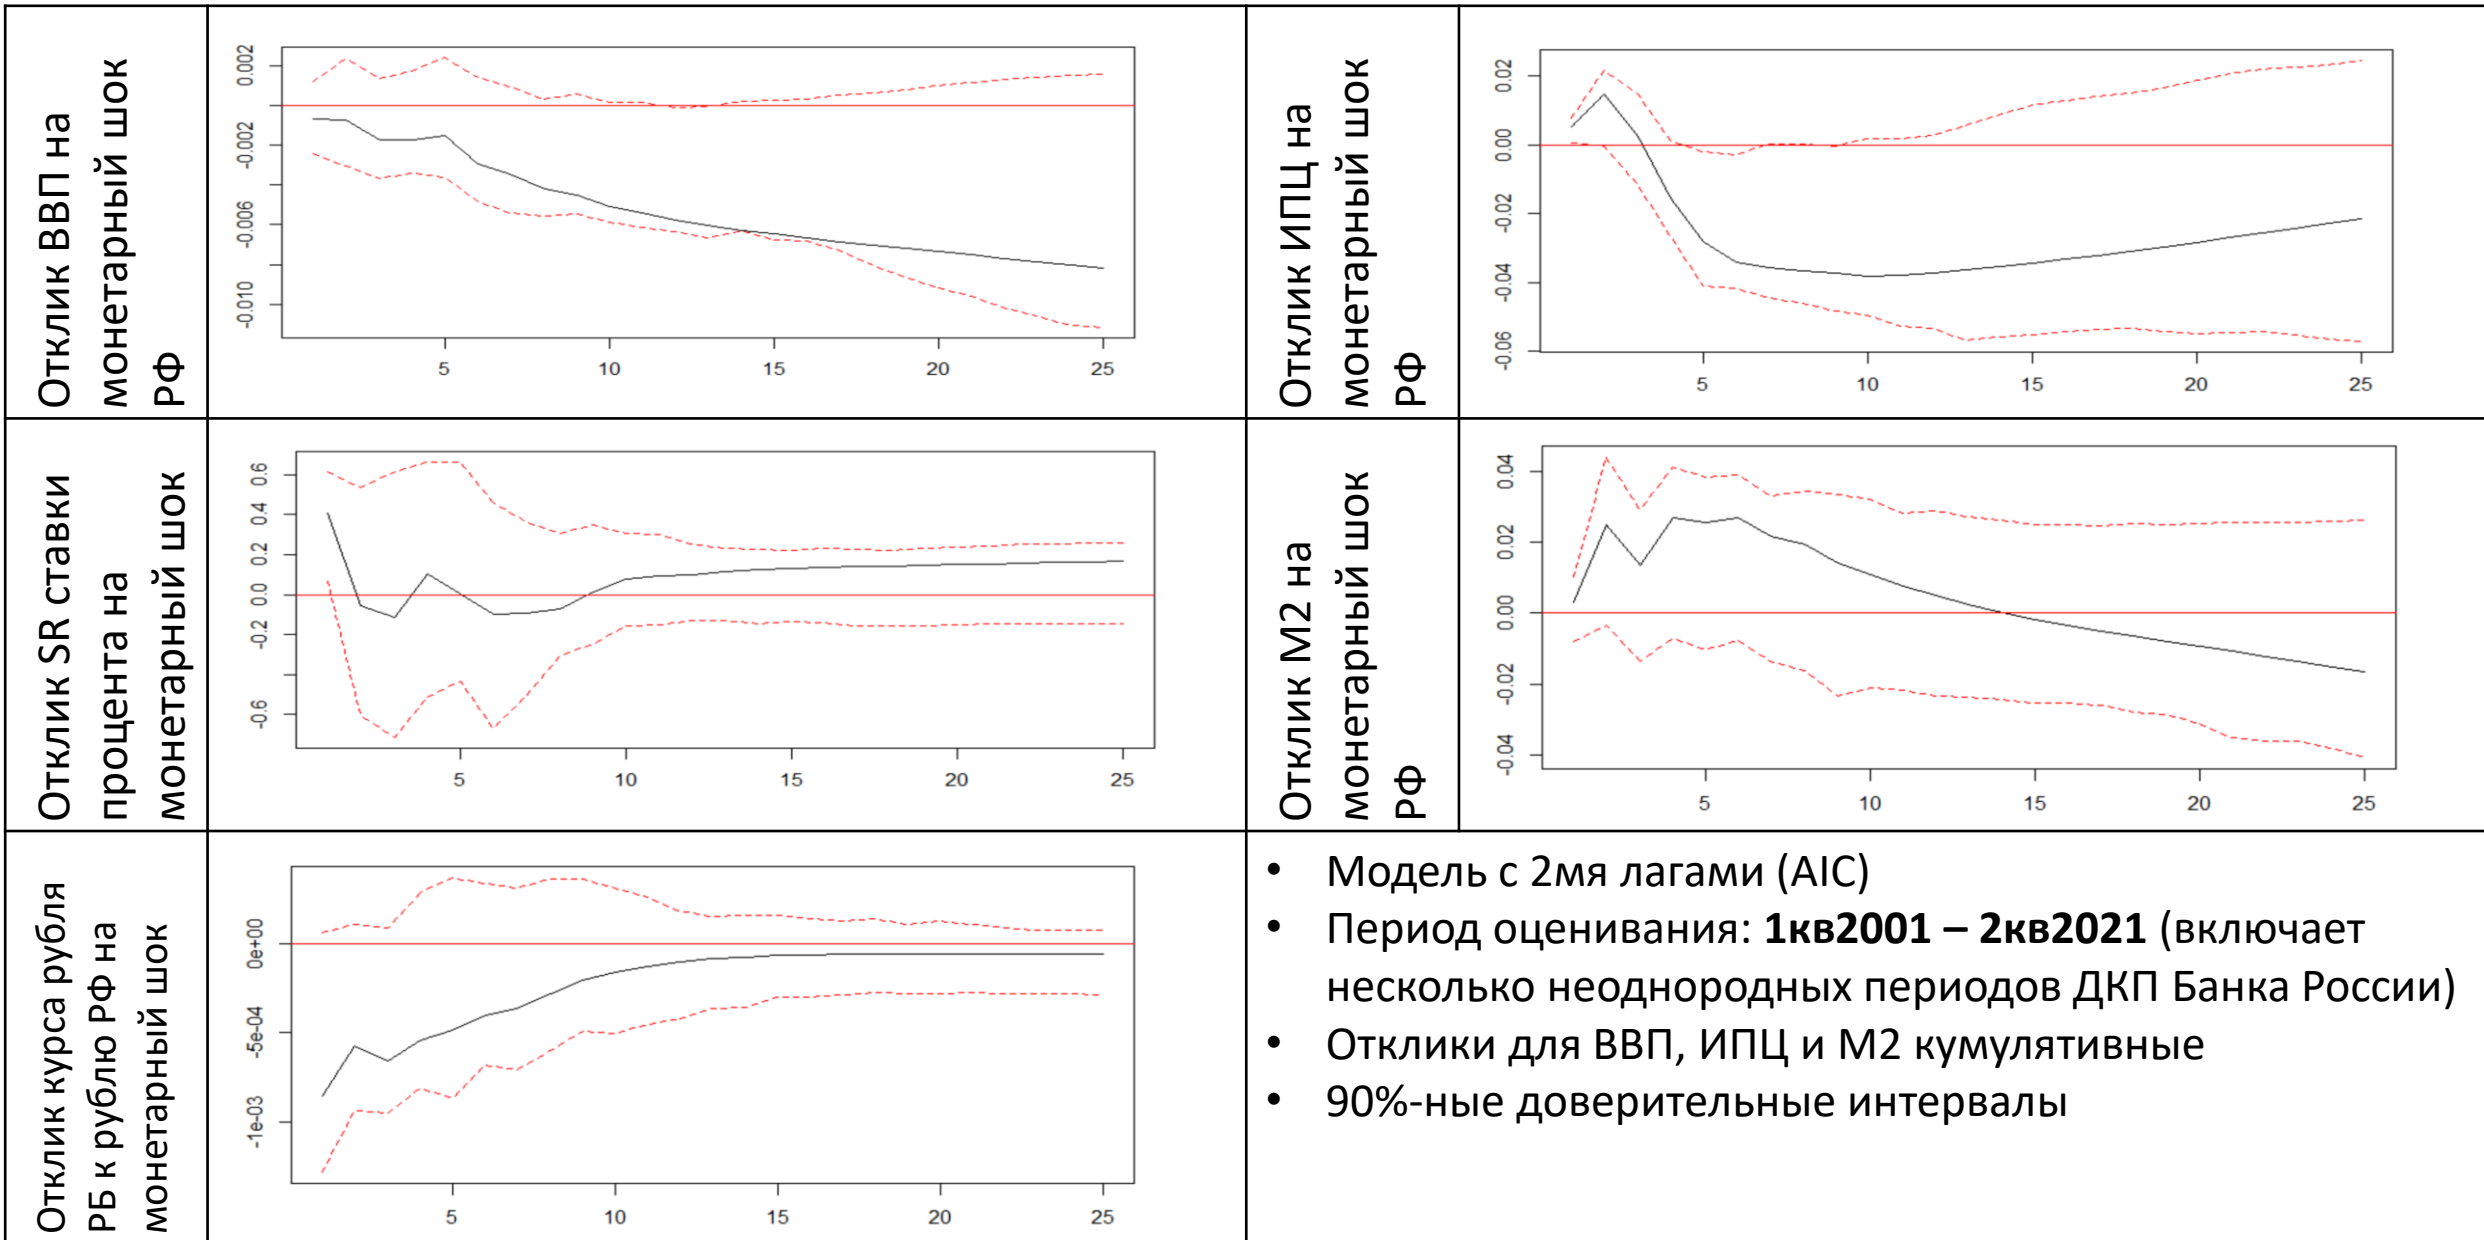 Отклик ВВП на
монетарный шок
РФ
0.002
-0.002
-0.006
-0.010
5
10
15
20
25
Отклик ИПЦ на
монетарный шок
РФ
0.02
0.00
-0.02
-0.04
-0.06
5
10
15
20
25
Отклик SR ставки
процента на
монетарный шок
0.6
0.4
0.2
0.0
-0.2
-0.6
5
10
15
20
25
Отклик М2 на
монетарный шок
РФ
0.04
0.02
0.00
-0.02
-0.04
5
10
15
20
25
Отклик курса рубля
РБ к рублю РФ на
монетарный шок
0e+00
-5e-04
-1e-03
5
10
15
20
25
• Модель с 2мя лагами (AIC)
• Период оценивания: 1кв2001 – 2кв2021 (включает
несколько неоднородных периодов ДКП Банка России)
• Отклики для ВВП, ИПЦ и М2 кумулятивные
• 90%-ные доверительные интервалы